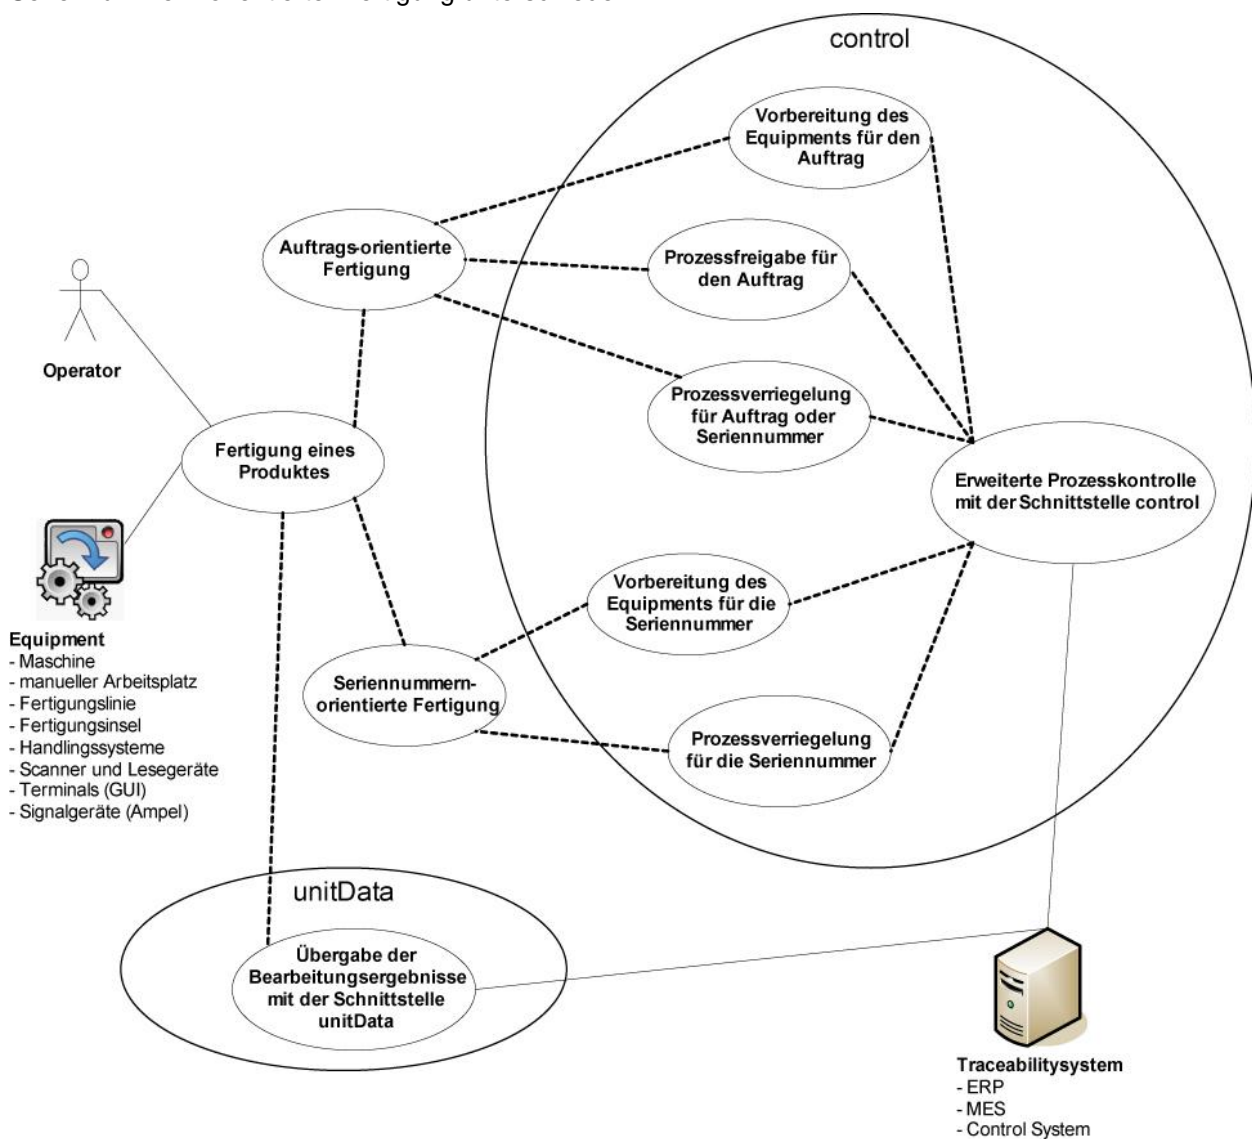 control
Vorbereitung des
Equipments für den
Auftrag
Auftrags-orientierte
Fertigung
Prozessfreigabe für
den Auftrag
Operator
Prozessverriegelung
für Auftrag oder
Seriennummer
Fertigung eines
Produktes
Erweiterte Prozesskontrolle
mit der Schnittstelle control
Vorbereitung des
Equipments für die
Seriennummer
Equipment
- Maschine
- manueller Arbeitsplatz
- Fertigungslinie
- Fertigungsinsel
- Handlingssysteme
- Scanner und Lesegeräte
- Terminals (GUI)
- Signalgeräte (Ampel)
Seriennummern-
orientierte Fertigung
Prozessverriegelung
für die Seriennummer
unitData
Übergabe der
Bearbeitungsergebnisse
mit der Schnittstelle
unitData
Traceabilitysystem
- ERP
- MES
- Control System